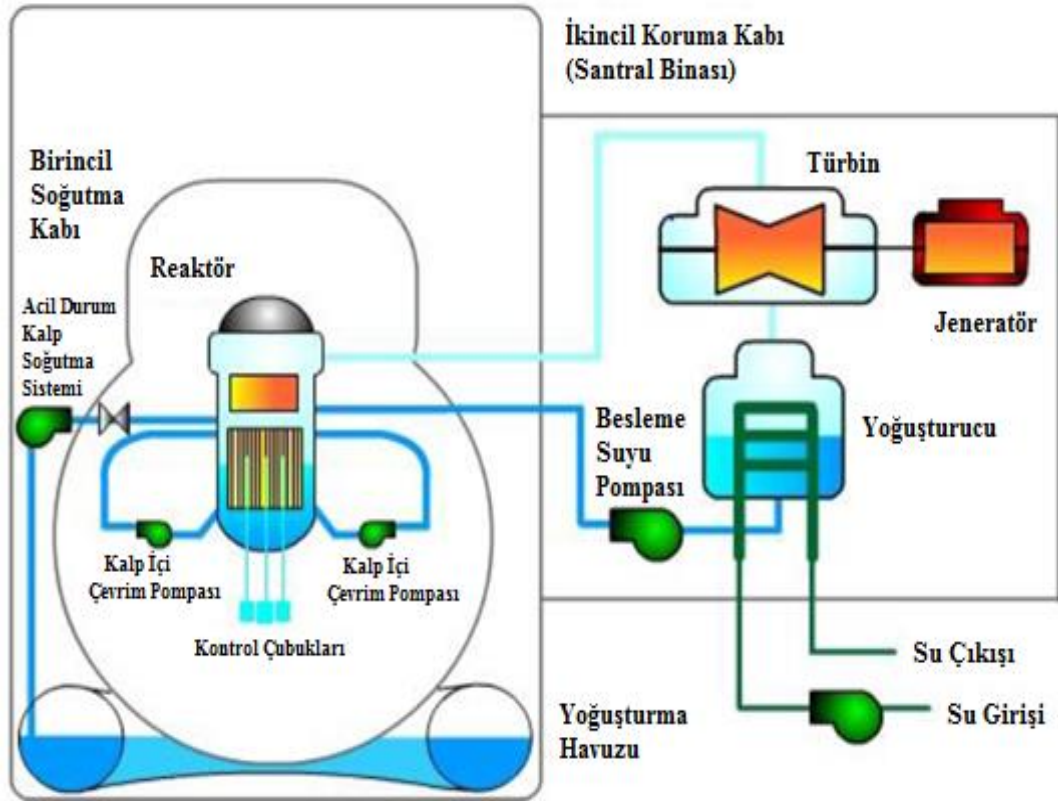 İkincil Koruma Kabı
(Santral Binası)
Birincil
Soğutma
Kabı
Türbin
Reaktör
Acil Durum
Kalp
Soğutma
Sistemi
Jeneratör
Besleme
Suyu
Pompası
Yoğuşturucu
Kalp İçi
Çevrim Pompası
Kalp İçi
Çevrim Pompası
Kontrol Çubukları
Su Çıkışı
Yoğuşturma
Havuzu
Su Girişi